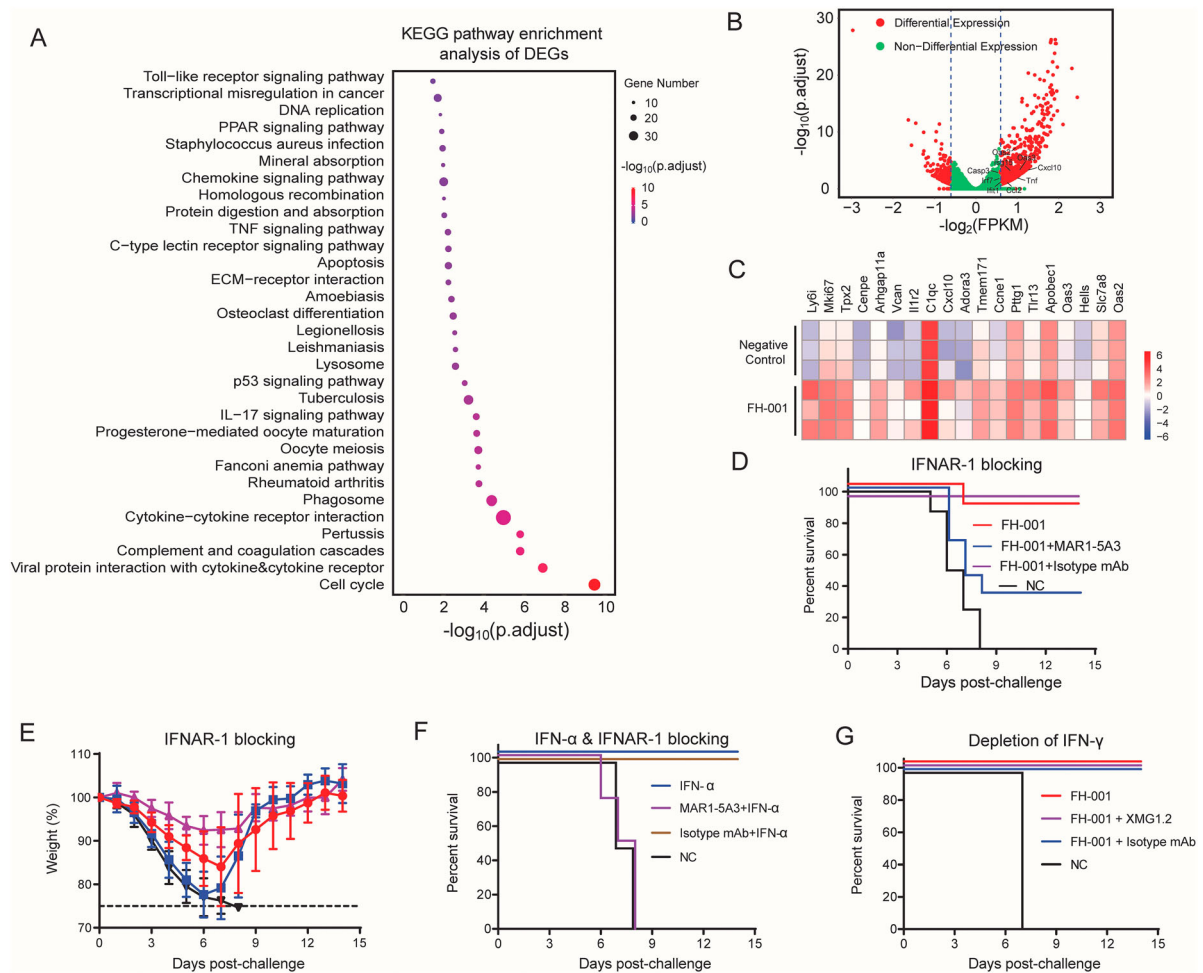 A
KEGG pathway enrichment
analysis of DEGs
Toll−like receptor signaling pathway
Transcriptional misregulation in cancer
DNA replication
PPAR signaling pathway
Staphylococcus aureus infection
Mineral absorption
Chemokine signaling pathway
Homologous recombination
Protein digestion and absorption
TNF signaling pathway
C−type lectin receptor signaling pathway
Apoptosis
ECM−receptor interaction
Amoebiasis
Osteoclast differentiation
Legionellosis
Leishmaniasis
Lysosome
p53 signaling pathway
Tuberculosis
IL−17 signaling pathway
Progesterone−mediated oocyte maturation
Oocyte meiosis
Fanconi anemia pathway
Rheumatoid arthritis
Phagosome
Cytokine−cytokine receptor interaction
Pertussis
Complement and coagulation cascades
Viral protein interaction with cytokine&cytokine receptor
Cell cycle
0 2 4 6 8 10
-log10(p.adjust)
Gene Number
10
20
30
-log10(p.adjust)
10
5
0
B
30
20
10
0
-log10(p.adjust)
Differential Expression
Non-Differential Expression
Cxcl10
Casp3
Irf7
Tnf
Ifit1
Ccl2
−3 −2 −1 0 1 2 3
-log2(FPKM)
C
Ly6i
Mki67
Tpx2
Cenpe
Arhgap11a
Vcan
Il1r2
C1qc
Cxcl10
Adora3
Tmem171
Ccne1
Pttg1
Tlr13
Apobec1
Oas3
Hells
Slc7a8
Oas2
Negative
Control
FH-001
6
4
2
0
−2
−4
−6
D
IFNAR-1 blocking
Percent survival
100
80
60
40
20
0
FH-001
FH-001+MAR1-5A3
FH-001+Isotype mAb
NC
0 3 6 9 12 15
Days post-challenge
E
IFNAR-1 blocking
Weight (%)
110
100
90
80
70
0 3 6 9 12 15
Days post-challenge
F
IFN-α & IFNAR-1 blocking
Percent survival
100
80
60
40
20
0
IFN- α
MAR1-5A3+IFN-α
Isotype mAb+IFN-α
NC
0 3 6 9 12 15
Days post-challenge
G
Depletion of IFN-γ
Percent survival
100
80
60
40
20
0
FH-001
FH-001 + XMG1.2
FH-001 + Isotype mAb
NC
0 3 6 9 12 15
Days post-challenge